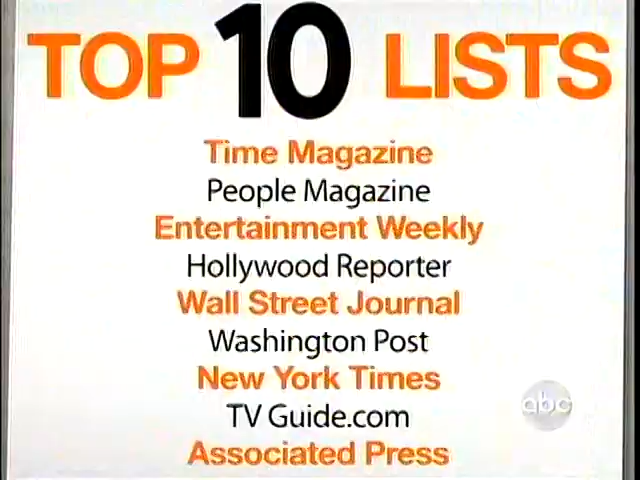 TOP 10 LISTS
Time Magazine
People Magazine
Entertainment Weekly
Hollywood Reporter
Wall Street Journal
Washington Post
New York Times
TV Guide.com
Associated Press
abc